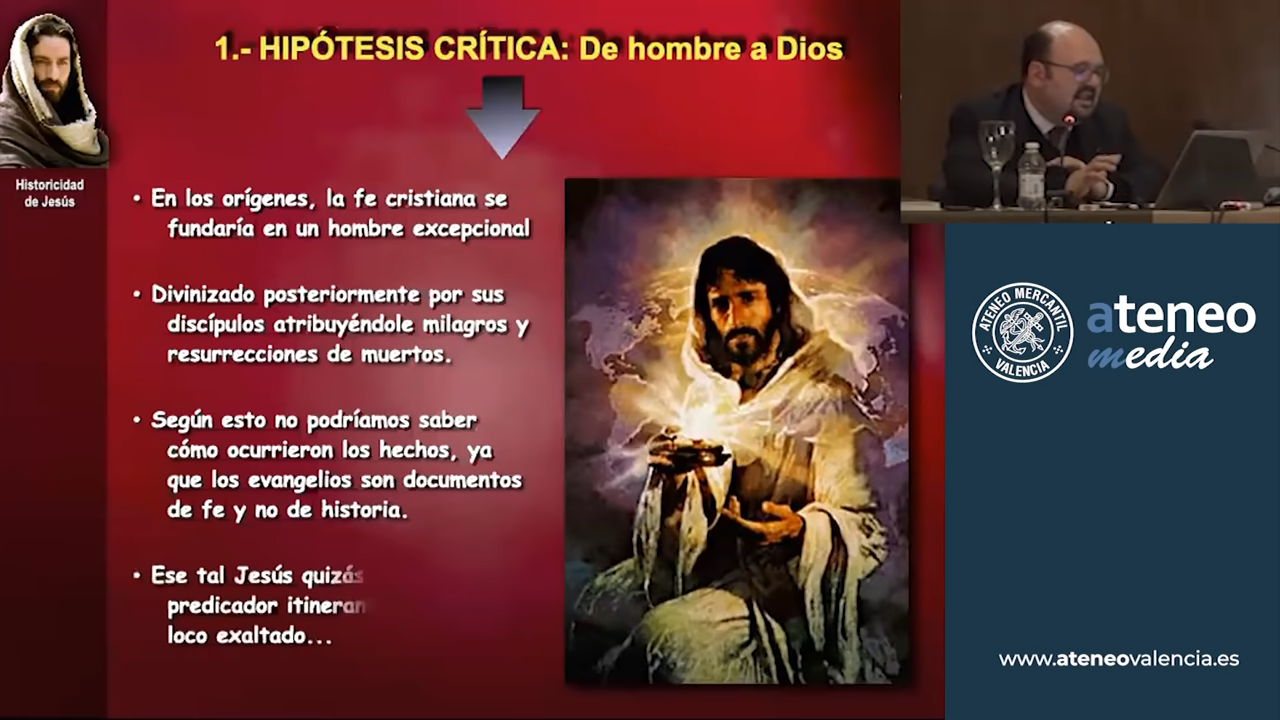 1.- HIPÓTESIS CRÍTICA: De hombre a Dios
Historicidad
de Jesús
• En los orígenes, la fe cristiana se
fundaría en un hombre excepcional
• Divinizado posteriormente por sus
discípulos atribuyéndole milagros y
resurrecciones de muertos.
• Según esto no podríamos saber
cómo ocurrieron los hechos, ya
que los evangelios son documentos
de fe y no de historia.
• Ese tal Jesús quizás
predicador itineran
loco exaltado...
ATENEO MERCANTIL
VALENCIA
ateneo
media
www.ateneovalencia.es